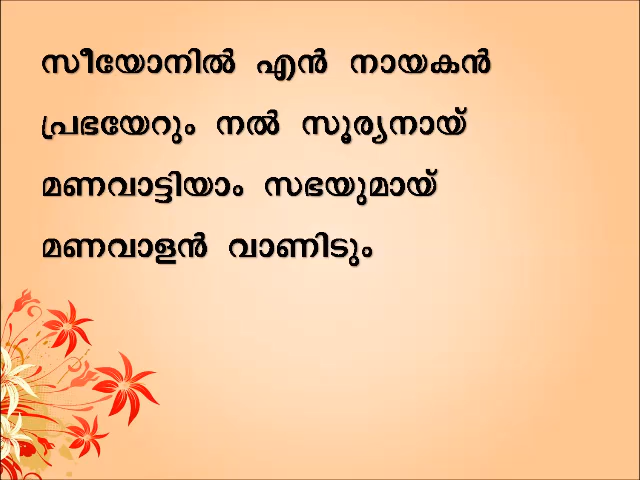 സീയോനിൽ എൻ നായകൻ
പ്രഭയേറും നൽ സൂര്യനായ്
മണവാട്ടിയാം സഭയുമായ്
മണവാളൻ വാണിടും